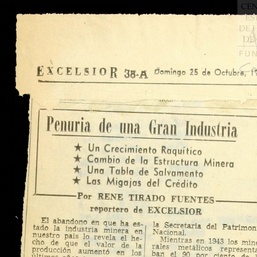 CEN
EXCELSIOR 38-A Domingo 25 de Octubre, 19
Penuria de una Gran Industria
★ Un Crecimiento Raquítico
★ Cambio de la Estructura Minera
★ Una Tabla de Salvamento
★ Las Migajas del Crédito
Por RENE TIRADO FUENTES
reportero de EXCELSIOR
El abandono en que ha es-
tado la industria minera en
nuestro país lo revela el he-
cho de que el valor de la
producción aumentó en los
la Secretaría del Patrimon
Nacional.
Mientras en 1943 los mine
rales metálicos representa
ban el 90 por ciento de